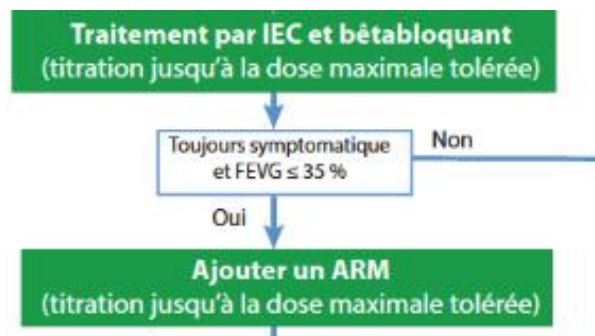 Traitement par IEC et bêtabloquant
(titration jusqu'à la dose maximale tolérée)
Toujours symptomatique
et FEVG ≤ 35 %
Non
Oui
Ajouter un ARM
(titration jusqu'à la dose maximale tolérée)